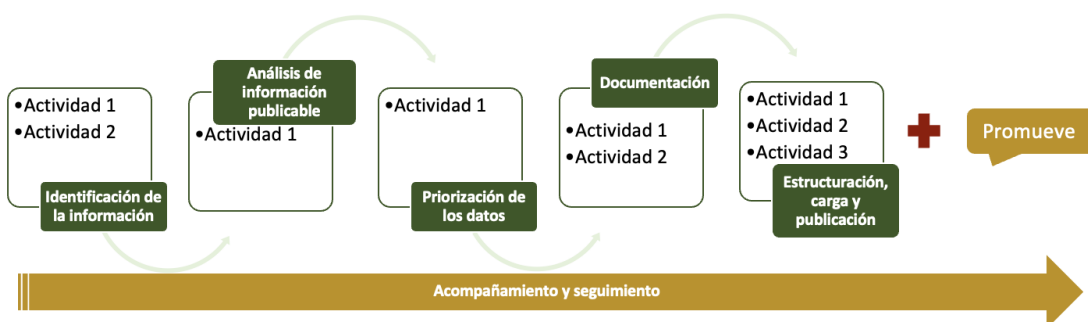 •Actividad 1
•Actividad 2
Identificación de
la información
Análisis de
información
publicable
•Actividad 1
•Actividad 1
Priorización de
los datos
Documentación
•Actividad 1
•Actividad 2
•Actividad 1
•Actividad 2
•Actividad 3
Estructuración,
carga y
publicación
Promueve
Acompañamiento y seguimiento